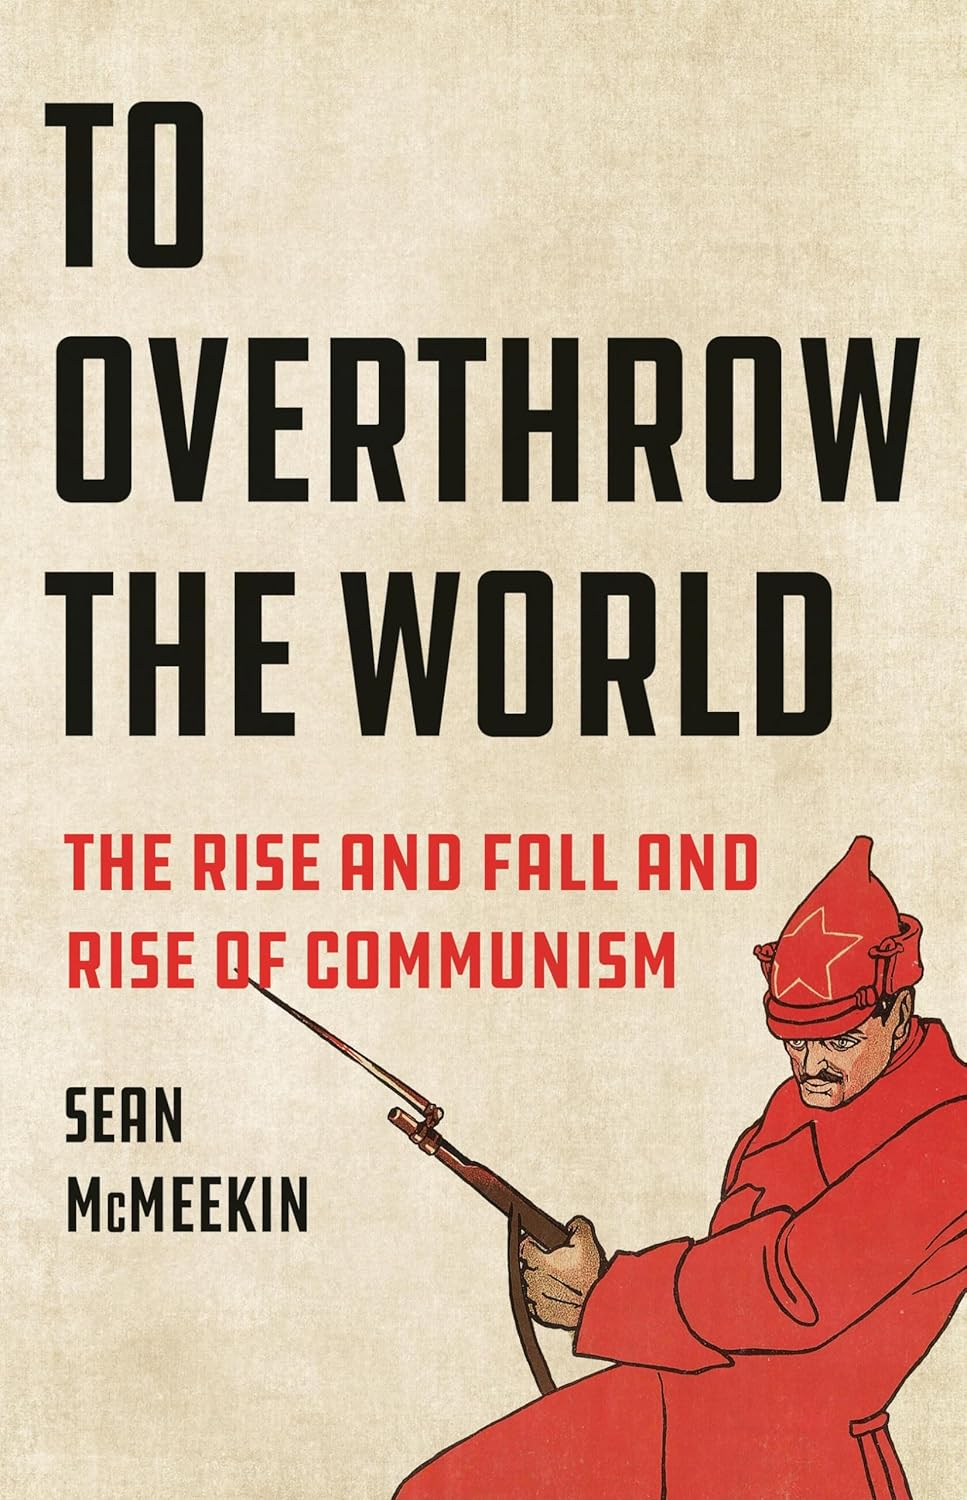 TO
OVERTHROW
THE WORLD
THE RISE AND FALL AND
RISE OF COMMUNISM
SEAN
McMEEKIN